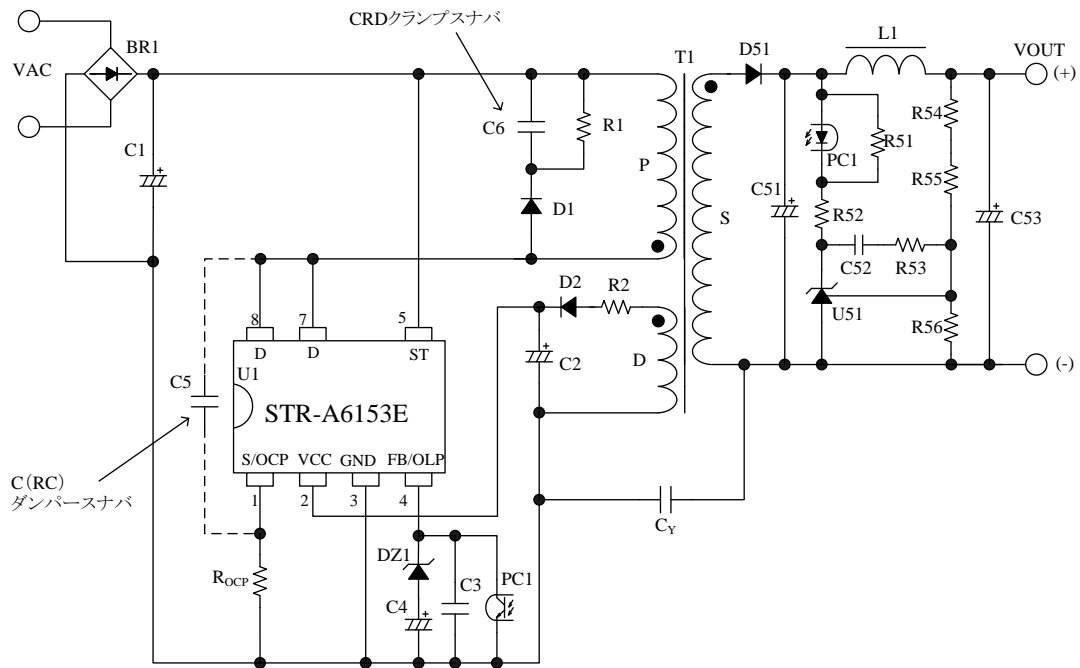 CRDクランプスナバ
BR1
VAC
C1
C6
R1
D1
T1
P
S
D51
L1
VOUT
(+)
PC1
R51
R54
R55
C51
R52
C52
R53
C53
U51
R56
(-)
D2
R2
C2
D
8
7
5
D
D
ST
U1
C5
STR-A6153E
S/OCP
VCC
GND
FB/OLP
1
2
3
4
C(RC)
ダンパースナバ
ROCP
DZ1
C4
C3
PC1
CY